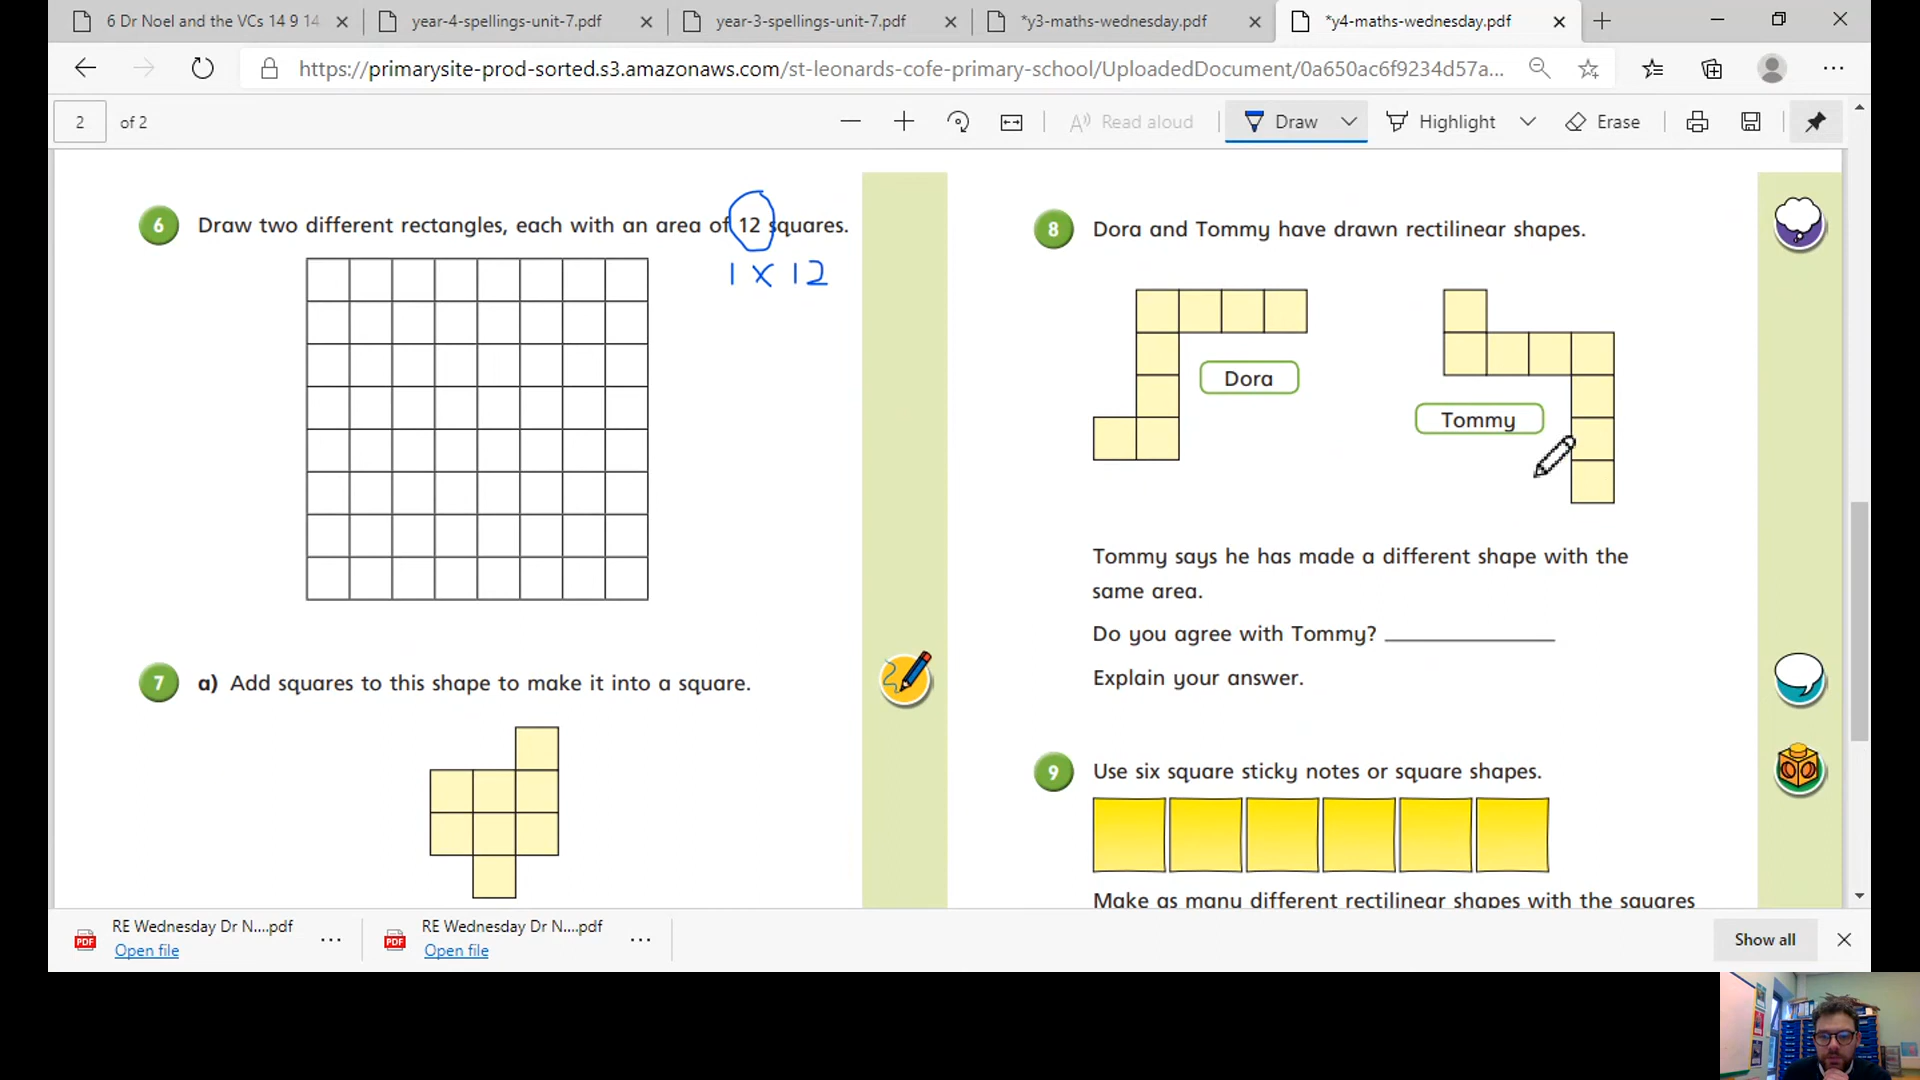 6 Dr Noel and the VCs 14 9 14
year-4-spellings-unit-7.pdf
year-3-spellings-unit-7.pdf
*y3-maths-wednesday.pdf
*y4-maths-wednesday.pdf
https://primarysite-prod-sorted.s3.amazonaws.com/st-leonards-cofe-primary-school/UploadedDocument/0a650ac6f9234d57a...
2 of 2
Read aloud
Draw
Highlight
Erase
6 Draw two different rectangles, each with an area of 12 squares.
1 x 12
7 a) Add squares to this shape to make it into a square.
8 Dora and Tommy have drawn rectilinear shapes.
Dora
Tommy
Tommy says he has made a different shape with the
same area.
Do you agree with Tommy?
Explain your answer.
9 Use six square sticky notes or square shapes.
Make as many different rectilinear shapes with the squares
PDF
RE Wednesday Dr N....pdf
Open file
PDF
RE Wednesday Dr N....pdf
Open file
Show all